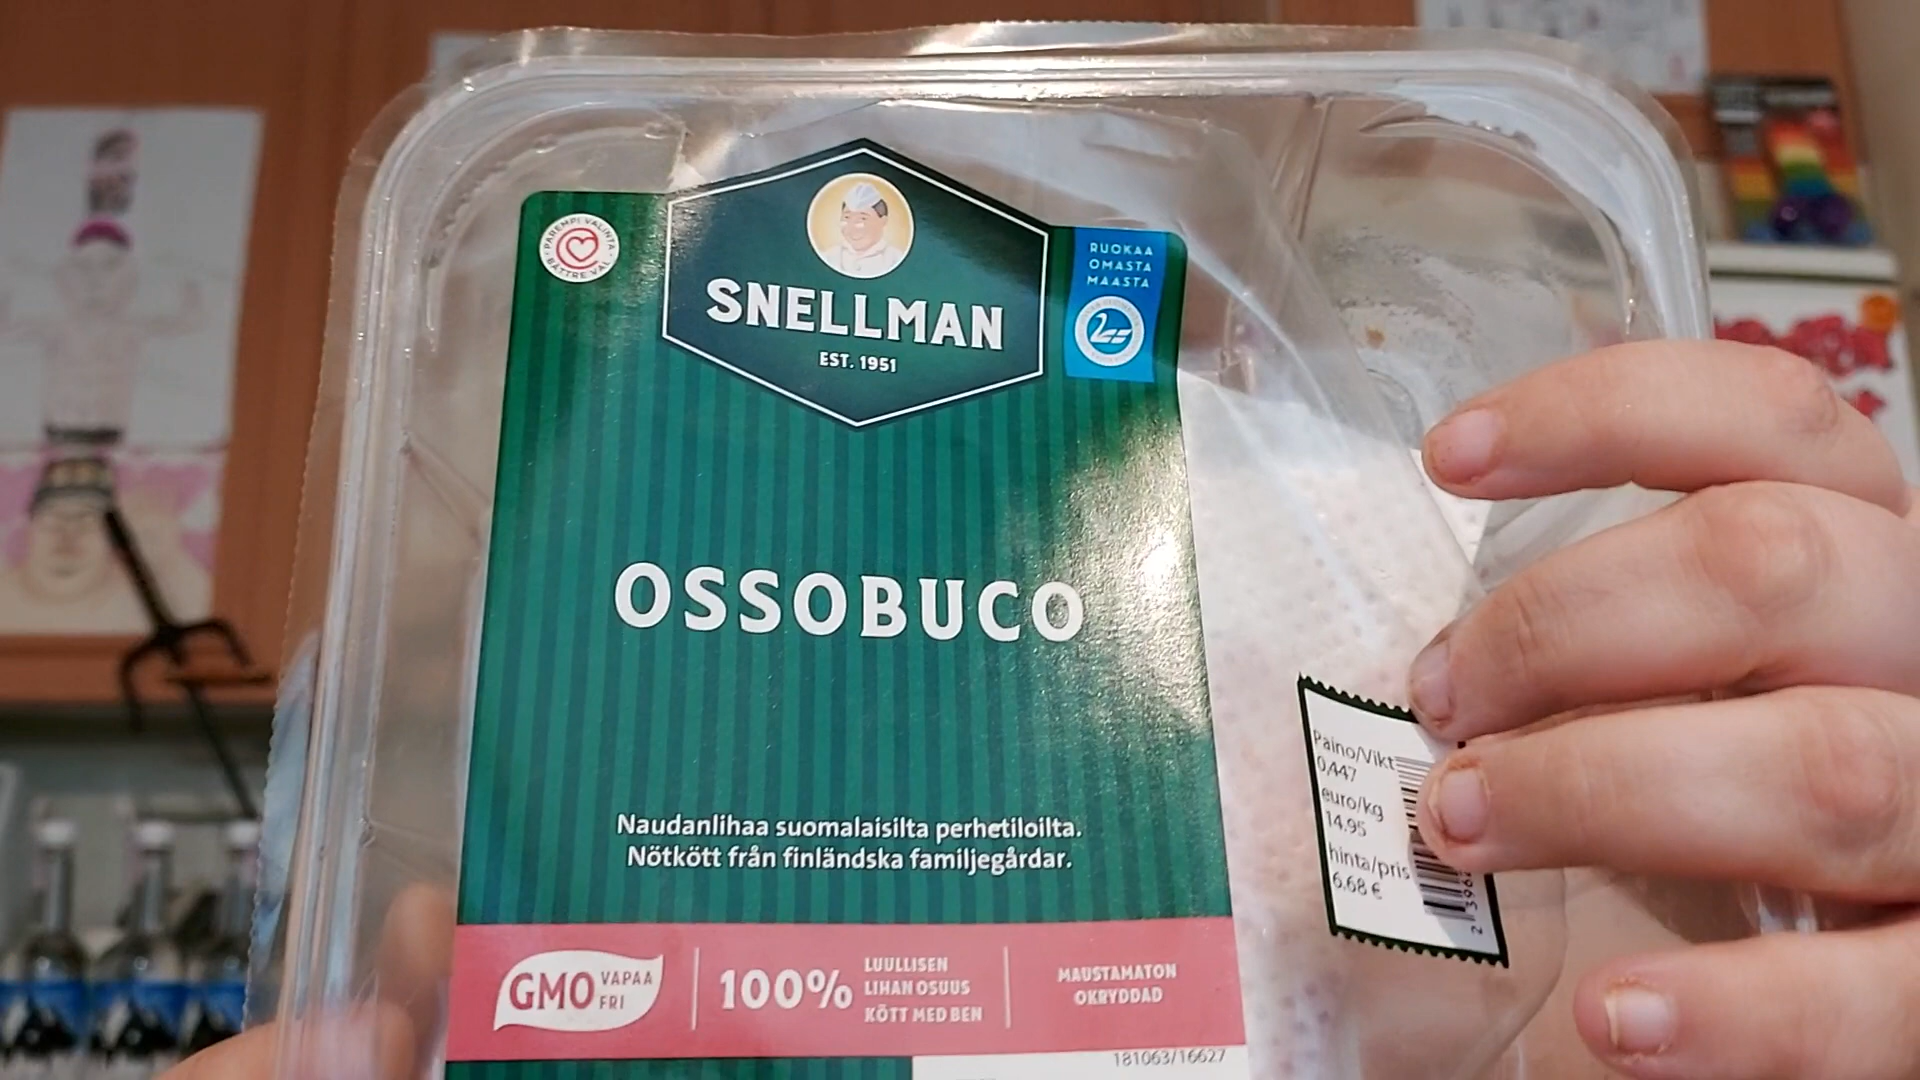 PAREMPI VALINTA
BÄTTRE VAL
SNELLMAN
EST. 1951
RUOKAA
OMASTA
MAASTA
OSSOBUCO
Naudanlihaa suomalaisilta perhetiloilta.
Nötkött från finländska familjegårdar.
GMO VAPAA
FRI
100% LUULLISEN
LIHAN OSUUS
KÖTT MED BEN
MAUSTAMATON
OKRYDDAD
181063/16627
Paino/Vikt
0,447
euro/kg
14.95
hinta/pris
6.68 €